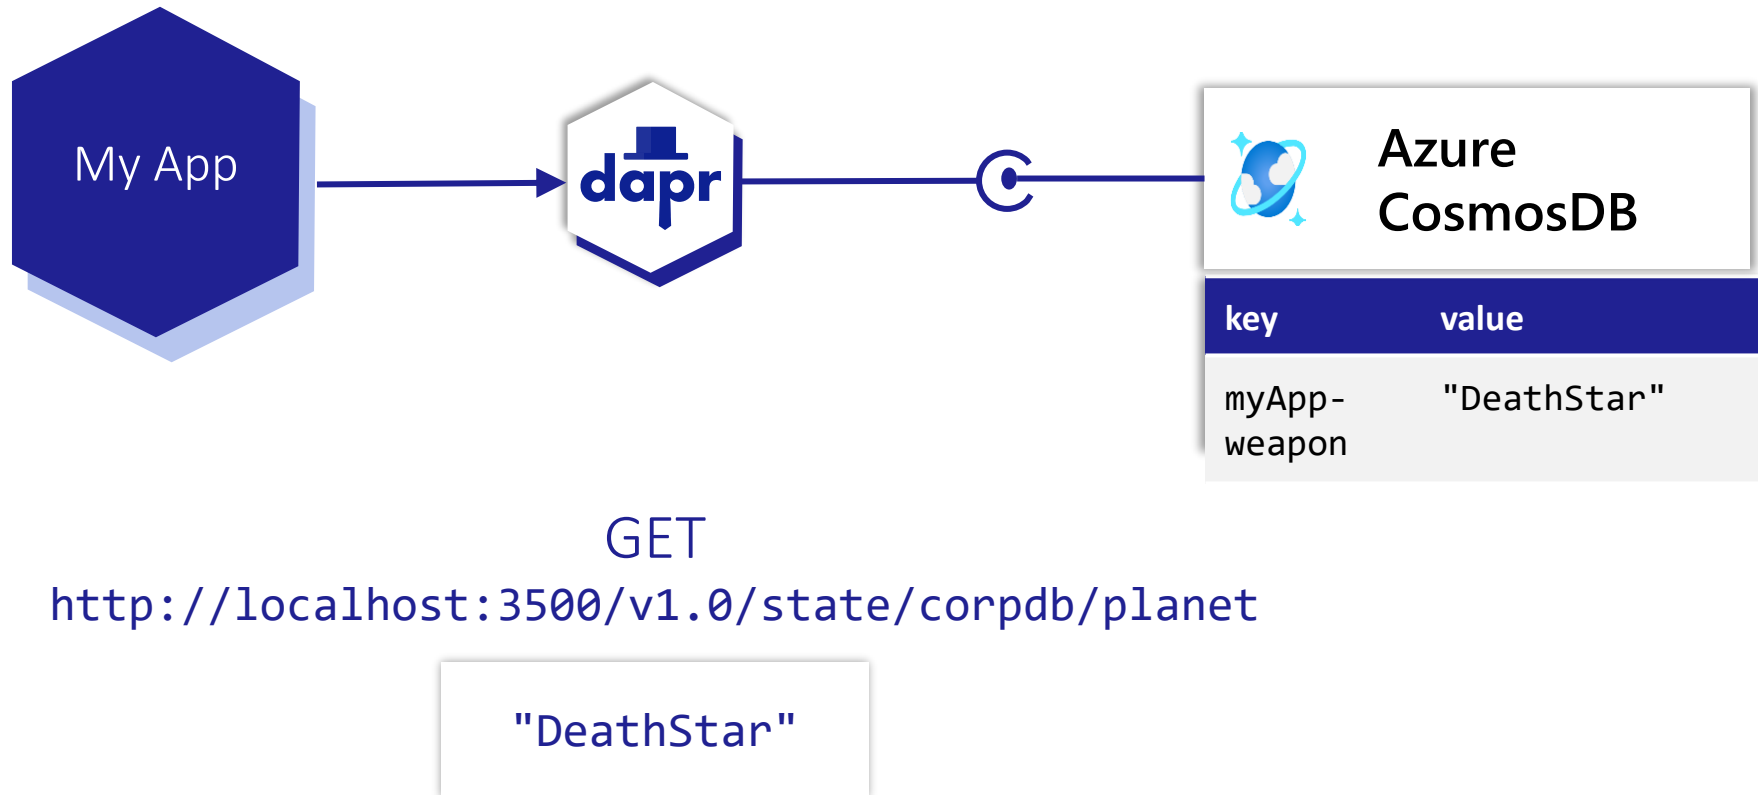 My App
dapr
Azure
CosmosDB
key value
myApp- "DeathStar"
weapon
GET
http://localhost:3500/v1.0/state/corpdb/planet
"DeathStar"